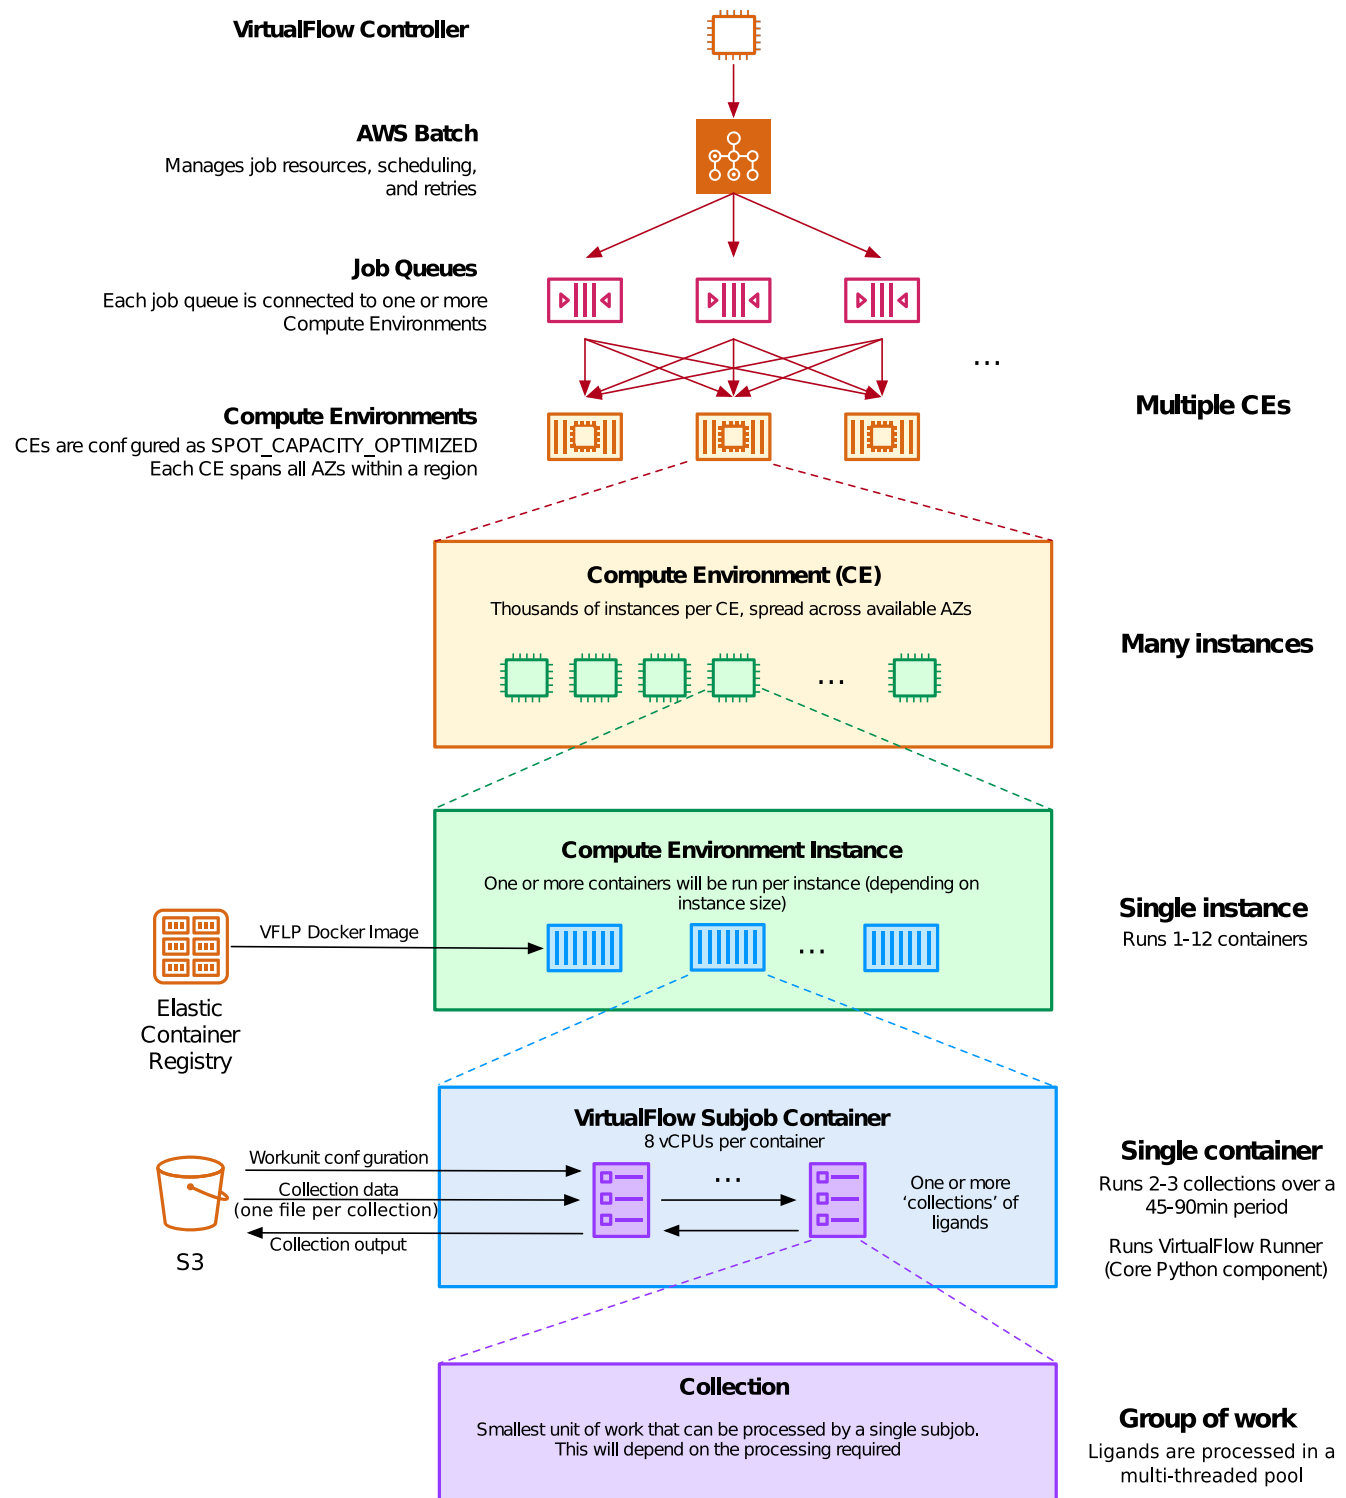 VirtualFlow Controller
AWS Batch
Manages job resources, scheduling,
and retries
Job Queues
Each job queue is connected to one or more
Compute Environments
...
Compute Environments
CEs are conf gured as SPOT_CAPACITY_OPTIMIZED
Each CE spans all AZs within a region
Multiple CEs
Compute Environment (CE)
Thousands of instances per CE, spread across available AZs
...
Many instances
Compute Environment Instance
One or more containers will be run per instance (depending on
instance size)
...
Single instance
Runs 1-12 containers
VFLP Docker Image
Elastic
Container
Registry
VirtualFlow Subjob Container
8 vCPUs per container
...
One or more
‘collections’ of
ligands
Workunit conf guration
Collection data
(one file per collection)
Collection output
S3
Single container
Runs 2-3 collections over a
45-90min period
Runs VirtualFlow Runner
(Core Python component)
Collection
Smallest unit of work that can be processed by a single subjob.
This will depend on the processing required
Group of work
Ligands are processed in a
multi-threaded pool